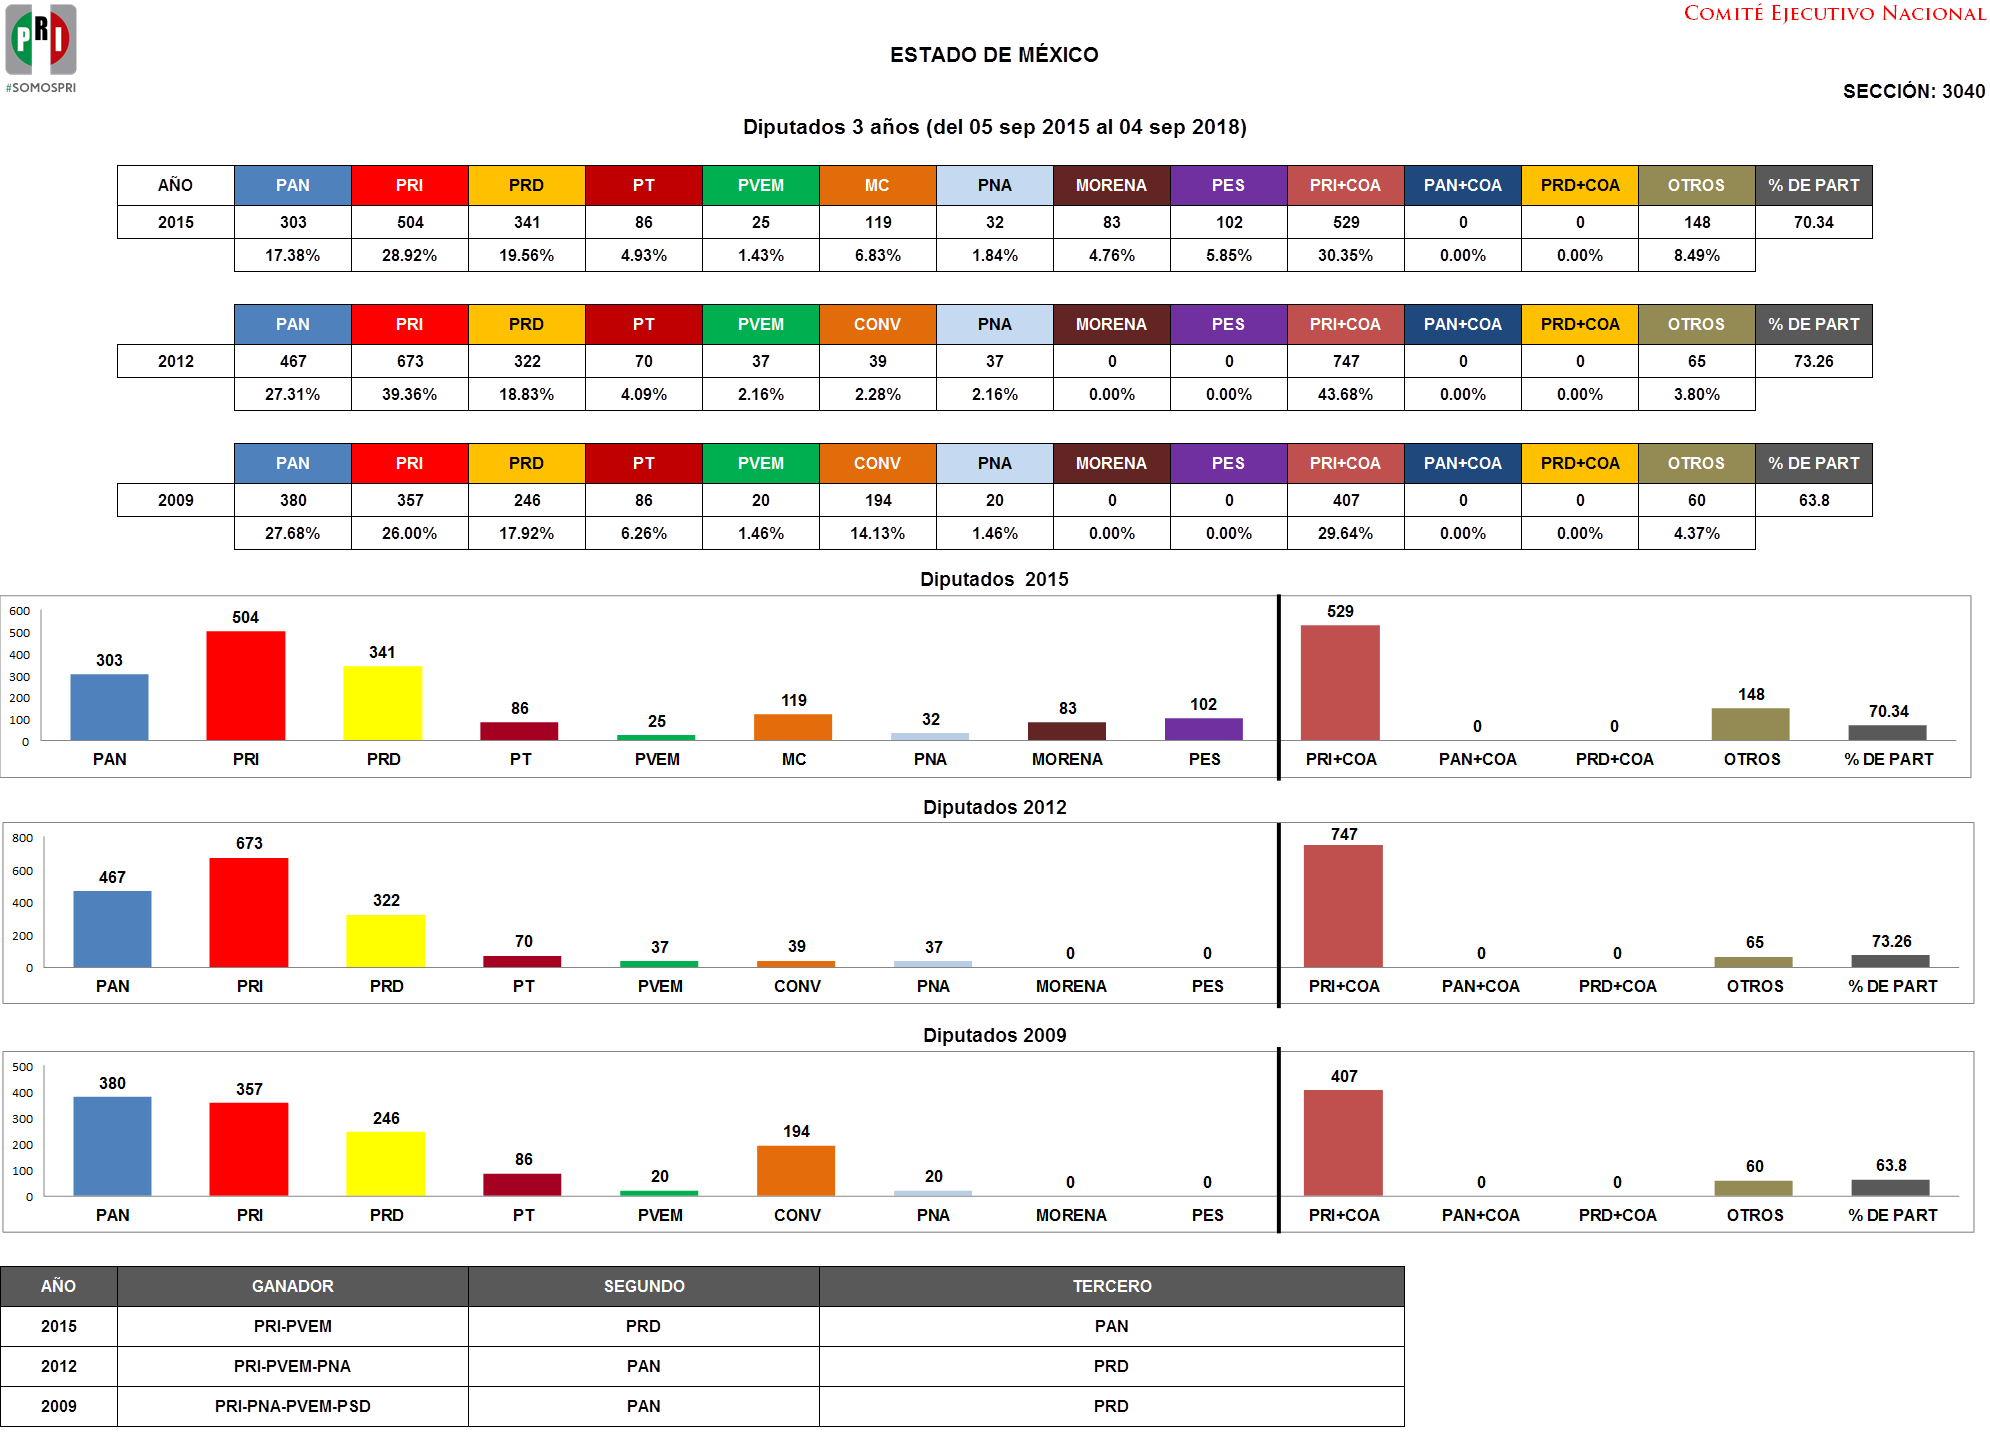 PRI
#SOMOSPRI
COMITÉ EJECUTIVO NACIONAL
ESTADO DE MÉXICO
SECCIÓN: 3040
Diputados 3 años (del 05 sep 2015 al 04 sep 2018)
AÑO PAN PRI PRD PT PVEM MC PNA MORENA PES PRI+COA PAN+COA PRD+COA OTROS % DE PART
2015 303 504 341 86 25 119 32 83 102 529 0 0 148 70.34
17.38% 28.92% 19.56% 4.93% 1.43% 6.83% 1.84% 4.76% 5.85% 30.35% 0.00% 0.00% 8.49%
PAN PRI PRD PT PVEM CONV PNA MORENA PES PRI+COA PAN+COA PRD+COA OTROS % DE PART
2012 467 673 322 70 37 39 37 0 0 747 0 0 65 73.26
27.31% 39.36% 18.83% 4.09% 2.16% 2.28% 2.16% 0.00% 0.00% 43.68% 0.00% 0.00% 3.80%
PAN PRI PRD PT PVEM CONV PNA MORENA PES PRI+COA PAN+COA PRD+COA OTROS % DE PART
2009 380 357 246 86 20 194 20 0 0 407 0 0 60 63.8
27.68% 26.00% 17.92% 6.26% 1.46% 14.13% 1.46% 0.00% 0.00% 29.64% 0.00% 0.00% 4.37%
Diputados 2015
600
500
400
300
200
100
0
303 504 341 86 25 119 32 83 102 529 0 0 148 70.34
PAN PRI PRD PT PVEM MC PNA MORENA PES PRI+COA PAN+COA PRD+COA OTROS % DE PART
Diputados 2012
800
600
400
200
0
467 673 322 70 37 39 37 0 0 747 0 0 65 73.26
PAN PRI PRD PT PVEM CONV PNA MORENA PES PRI+COA PAN+COA PRD+COA OTROS % DE PART
Diputados 2009
500
400
300
200
100
0
380 357 246 86 20 194 20 0 0 407 0 0 60 63.8
PAN PRI PRD PT PVEM CONV PNA MORENA PES PRI+COA PAN+COA PRD+COA OTROS % DE PART
AÑO GANADOR SEGUNDO TERCERO
2015 PRI-PVEM PRD PAN
2012 PRI-PVEM-PNA PAN PRD
2009 PRI-PNA-PVEM-PSD PAN PRD